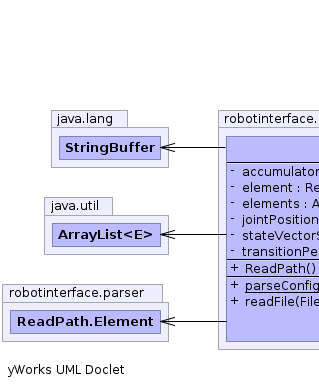 java.lang
StringBuffer
java.util
ArrayList<E>
robotinterface.parser
ReadPath.Element
robotinterface.
- accumulator
- element : Re
- elements : A
- jointPosition
- stateVectorS
- transitionPe
+ ReadPath()
+ parseConfig
+ readFile(File
yWorks UML Doclet